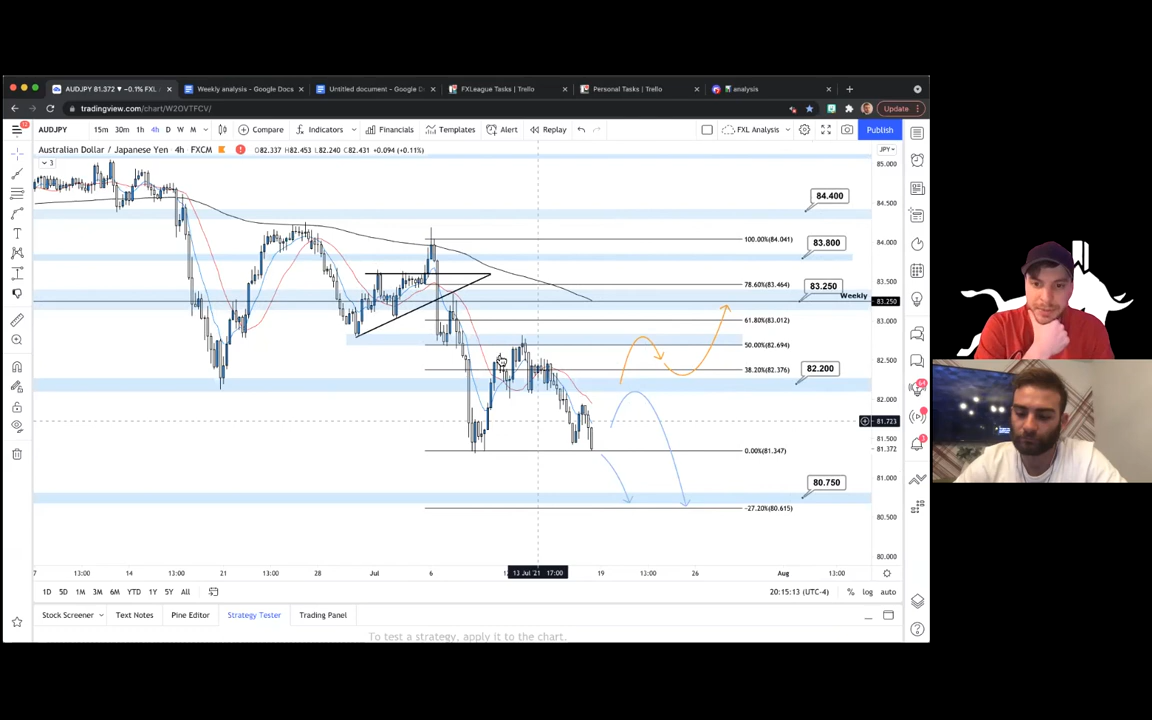 AUDJPY 81.372 ▼ −0.1% FXL
Weekly analysis - Google Docs
Untitled document - Google D
FXLeague Tasks | Trello
Personal Tasks | Trello
analysis
tradingview.com/chart/W2OVTFCV/
Update
AUDJPY 15m 30m 1h 4h D W M Compare Indicators Financials Templates Alert Replay FXL Analysis Publish
Australian Dollar / Japanese Yen · 4h · FXCM O82.337 H82.453 L82.240 C82.431 +0.094 (+0.11%)
JPY
3
85.000
84.500
84.400
84.000
100.00%(84.041)
83.800
83.500
78.60%(83.464)
83.250
Weekly
83.250
83.000
61.80%(83.012)
50.00%(82.694)
82.500
38.20%(82.376)
82.200
82.000
81.723
81.500
81.372
0.00%(81.347)
81.000
80.750
80.500
−27.20%(80.615)
80.000
7 13:00 14 13:00 21 13:00 28 Jul 6 13 Jul '21 17:00 19 13:00 26 Aug 13:00
1D 5D 1M 3M 6M YTD 1Y 5Y All
20:15:13 (UTC-4) % log auto
Stock Screener Text Notes Pine Editor Strategy Tester Trading Panel
To test a strategy, apply it to the chart.